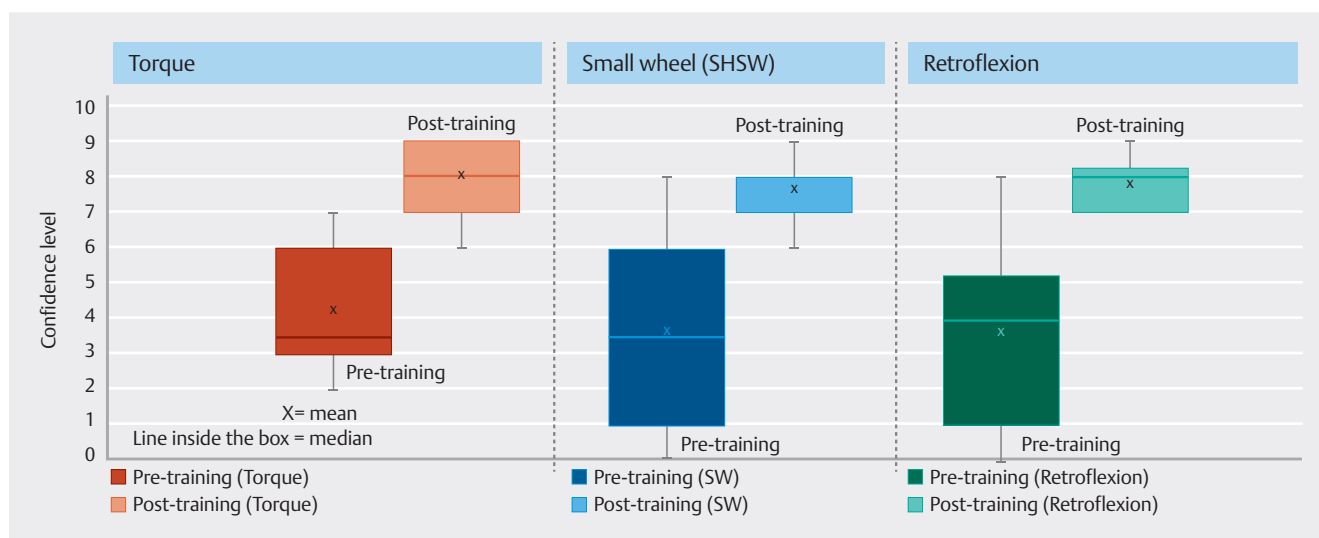 Torque
Small wheel (SHSW)
Retroflexion
Confidence level
10
9
8
7
6
5
4
3
2
1
0
Post-training
x
x
Pre-training
X= mean
Line inside the box = median
Post-training
x
x
Pre-training
Post-training
x
x
Pre-training
Pre-training (Torque)
Post-training (Torque)
Pre-training (SW)
Post-training (SW)
Pre-training (Retroflexion)
Post-training (Retroflexion)